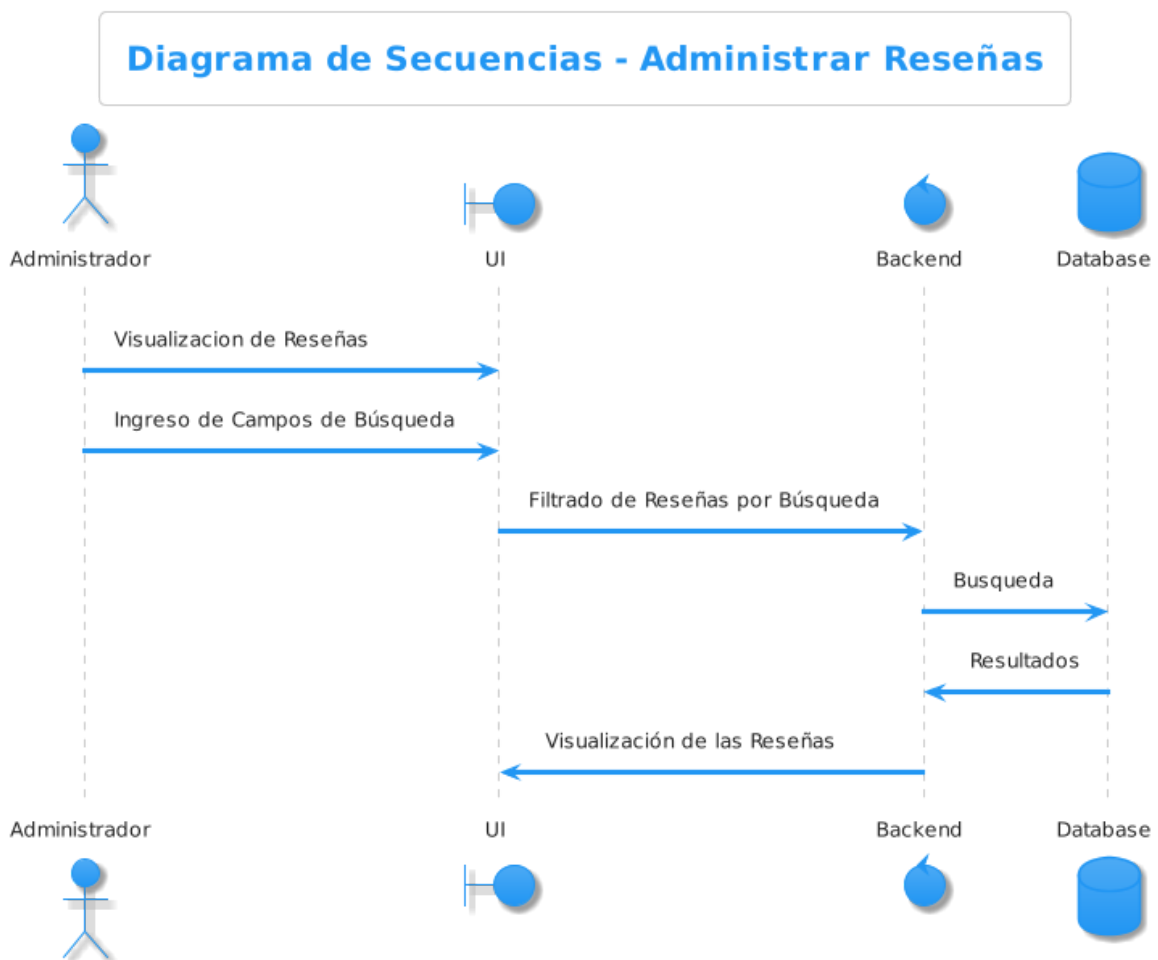 Diagrama de Secuencias - Administrar Reseñas
Administrador
UI
Backend
Database
Visualizacion de Reseñas
Ingreso de Campos de Búsqueda
Filtrado de Reseñas por Búsqueda
Busqueda
Resultados
Visualización de las Reseñas
Administrador
UI
Backend
Database